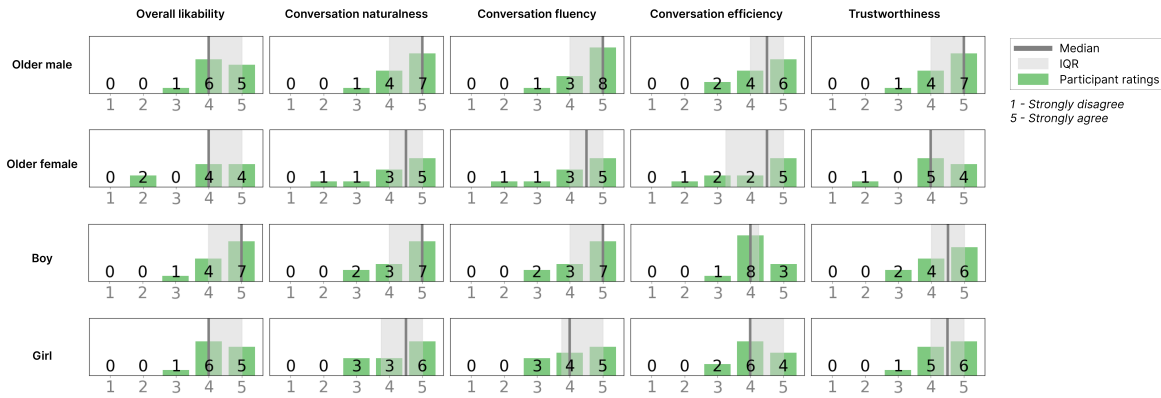 Overall likability Conversation naturalness Conversation fluency Conversation efficiency Trustworthiness
Older male
0 0 1 6 5 0 0 1 4 7 0 0 1 3 8 0 0 2 4 6 0 0 1 4 7
1 2 3 4 5 1 2 3 4 5 1 2 3 4 5 1 2 3 4 5 1 2 3 4 5
Older female
0 2 0 4 4 0 1 1 3 5 0 1 1 3 5 0 1 2 2 5 0 1 0 5 4
1 2 3 4 5 1 2 3 4 5 1 2 3 4 5 1 2 3 4 5 1 2 3 4 5
Boy
0 0 1 4 7 0 0 2 3 7 0 0 2 3 7 0 0 1 8 3 0 0 2 4 6
1 2 3 4 5 1 2 3 4 5 1 2 3 4 5 1 2 3 4 5 1 2 3 4 5
Girl
0 0 1 6 5 0 0 3 3 6 0 0 3 4 5 0 0 2 6 4 0 0 1 5 6
1 2 3 4 5 1 2 3 4 5 1 2 3 4 5 1 2 3 4 5 1 2 3 4 5
Median
IQR
Participant ratings
1 - Strongly disagree
5 - Strongly agree